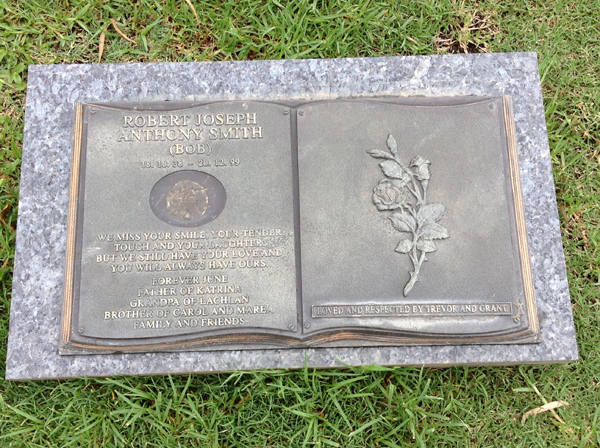 ROBERT JOSEPH
ANTHONY SMITH
(BOB)
WE MISS YOUR SMILE, YOUR TENDER
TOUCH AND YOUR LAUGHTER
BUT WE STILL HAVE YOUR LOVE AND
YOU WILL ALWAYS HAVE OURS.
FOREVER JUNE
FATHER OF KATRINA
GRANDPA OF LACHLAN
BROTHER OF CAROL AND MAREA
FAMILY AND FRIENDS
LOVED AND RESPECTED BY TREVOR AND GRANT